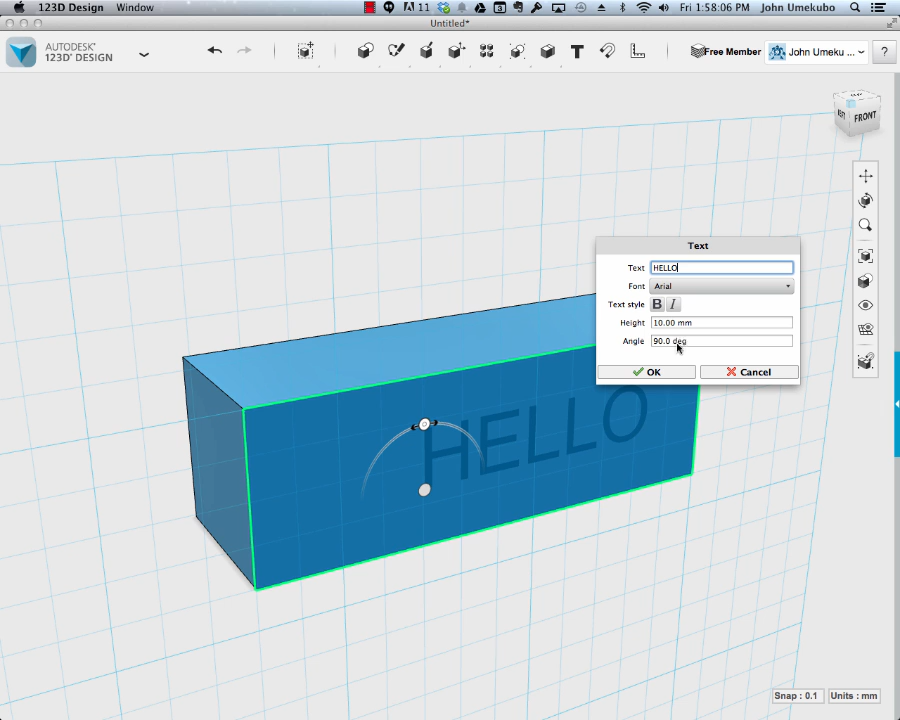 123D Design Window
11
3
Fri 1:58:06 PM John Umekubo
Untitled*
AUTODESK®
123D® DESIGN
T
Free Member
John Umeku ...
?
FRONT
Text
Text HELLO
Font Arial
Text style B I
Height 10.00 mm
Angle 90.0 deg
OK Cancel
HELLO
Snap : 0.1 Units : mm